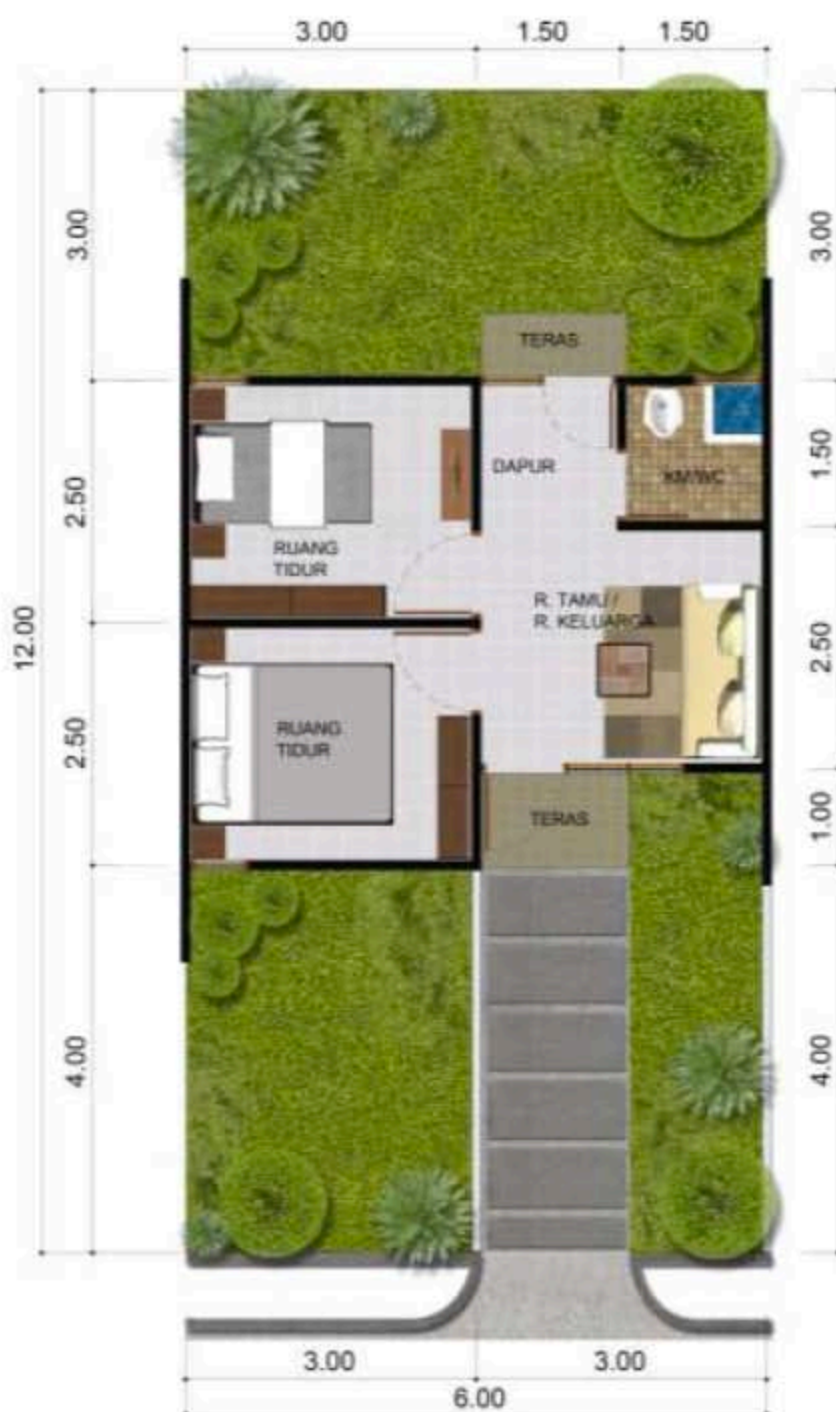 3.00
1.50
1.50
3.00
3.00
TERAS
1.50
DAPUR
KM/WC
2.50
RUANG
TIDUR
R. TAMU /
R. KELUARGA
12.00
2.50
2.50
RUANG
TIDUR
TERAS
1.00
4.00
4.00
3.00
3.00
6.00